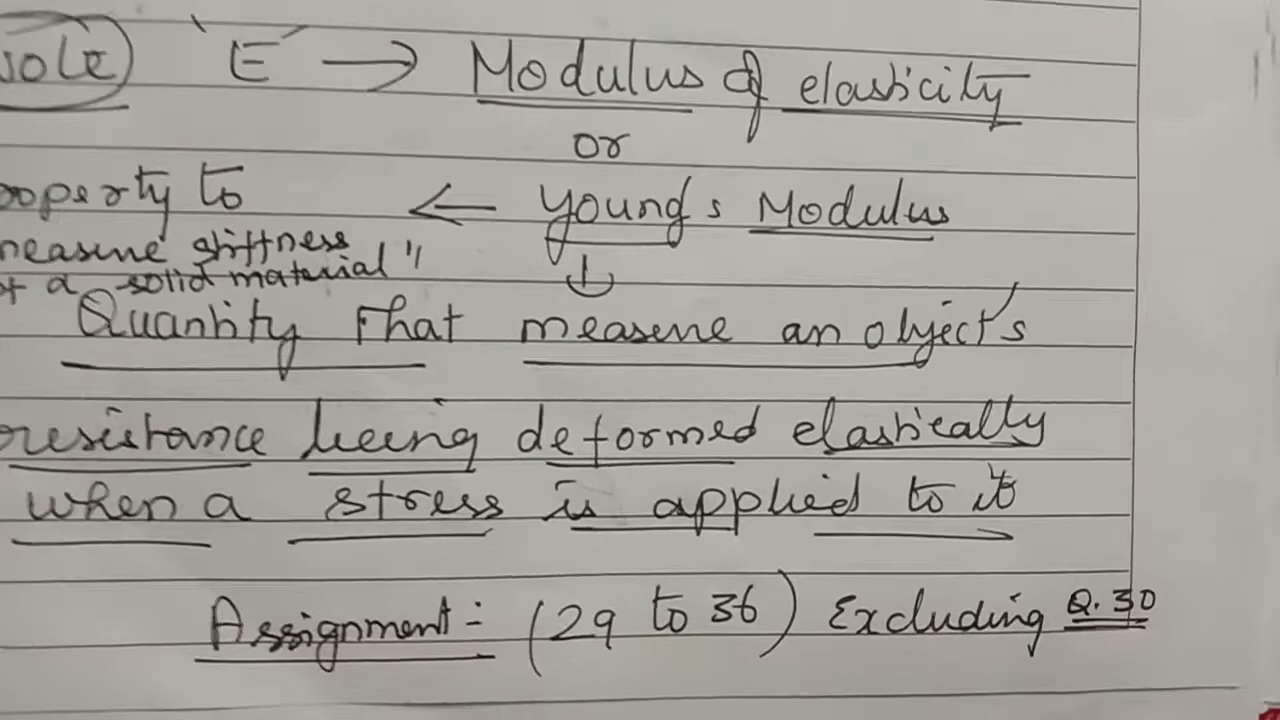 'E' → Modulus of elasticity
or
← Young's Modulus
property to
measure stiffness
of a solid material"
Quantity that measure an object's
resistance being deformed elastically
when a stress is applied to it
Assignment:- (29 to 36) Excluding Q.30